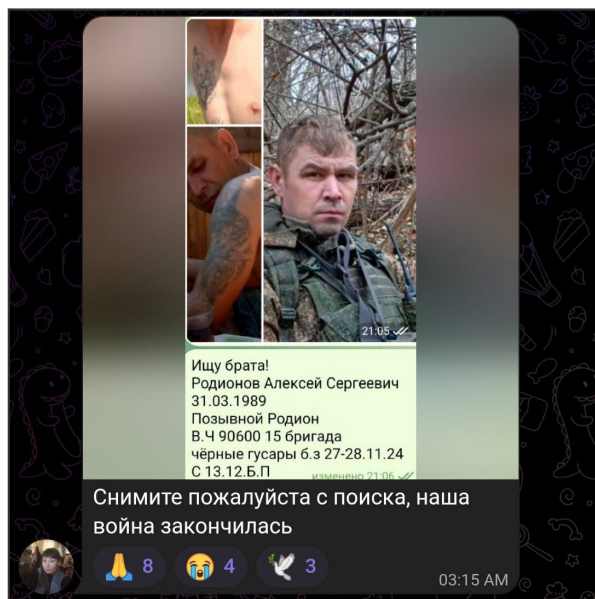 21:05
Ищу брата!
Родионов Алексей Сергеевич
31.03.1989
Позывной Родион
В.Ч 90600 15 бригада
чёрные гусары б.з 27-28.11.24
С 13.12.Б.П
изменено 21:06
Снимите пожалуйста с поиска, наша
война закончилась
8 4 3
03:15 AM